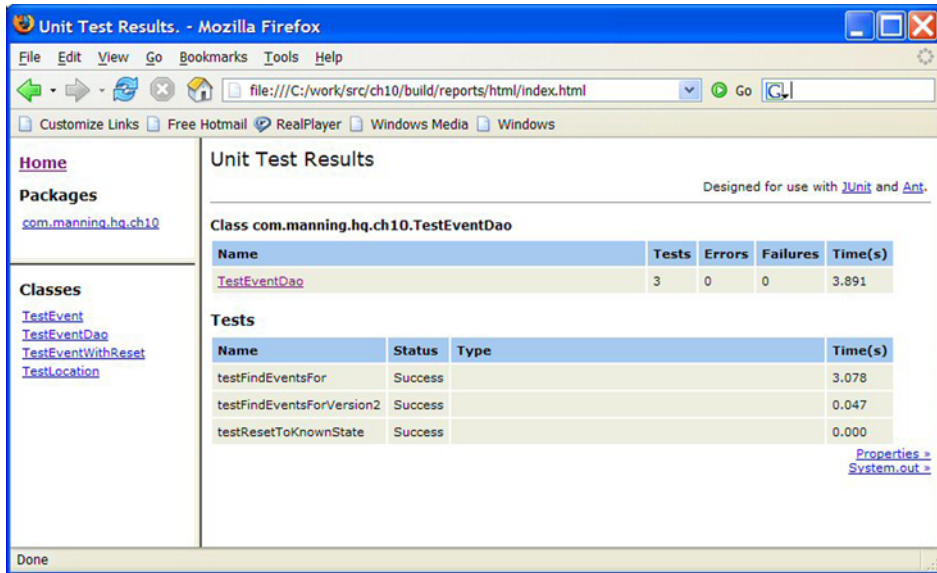 Unit Test Results. - Mozilla Firefox
File Edit View Go Bookmarks Tools Help
file:///C:/work/src/ch10/build/reports/html/index.html Go G
Customize Links Free Hotmail RealPlayer Windows Media Windows
Home
Packages
com.manning.hq.ch10
Classes
TestEvent
TestEventDao
TestEventWithReset
TestLocation
Unit Test Results
Designed for use with JUnit and Ant.
Class com.manning.hq.ch10.TestEventDao
Name Tests Errors Failures Time(s)
TestEventDao 3 0 0 3.891
Tests
Name Status Type Time(s)
testFindEventsFor Success 3.078
testFindEventsForVersion2 Success 0.047
testResetToKnownState Success 0.000
Properties »
System.out »
Done